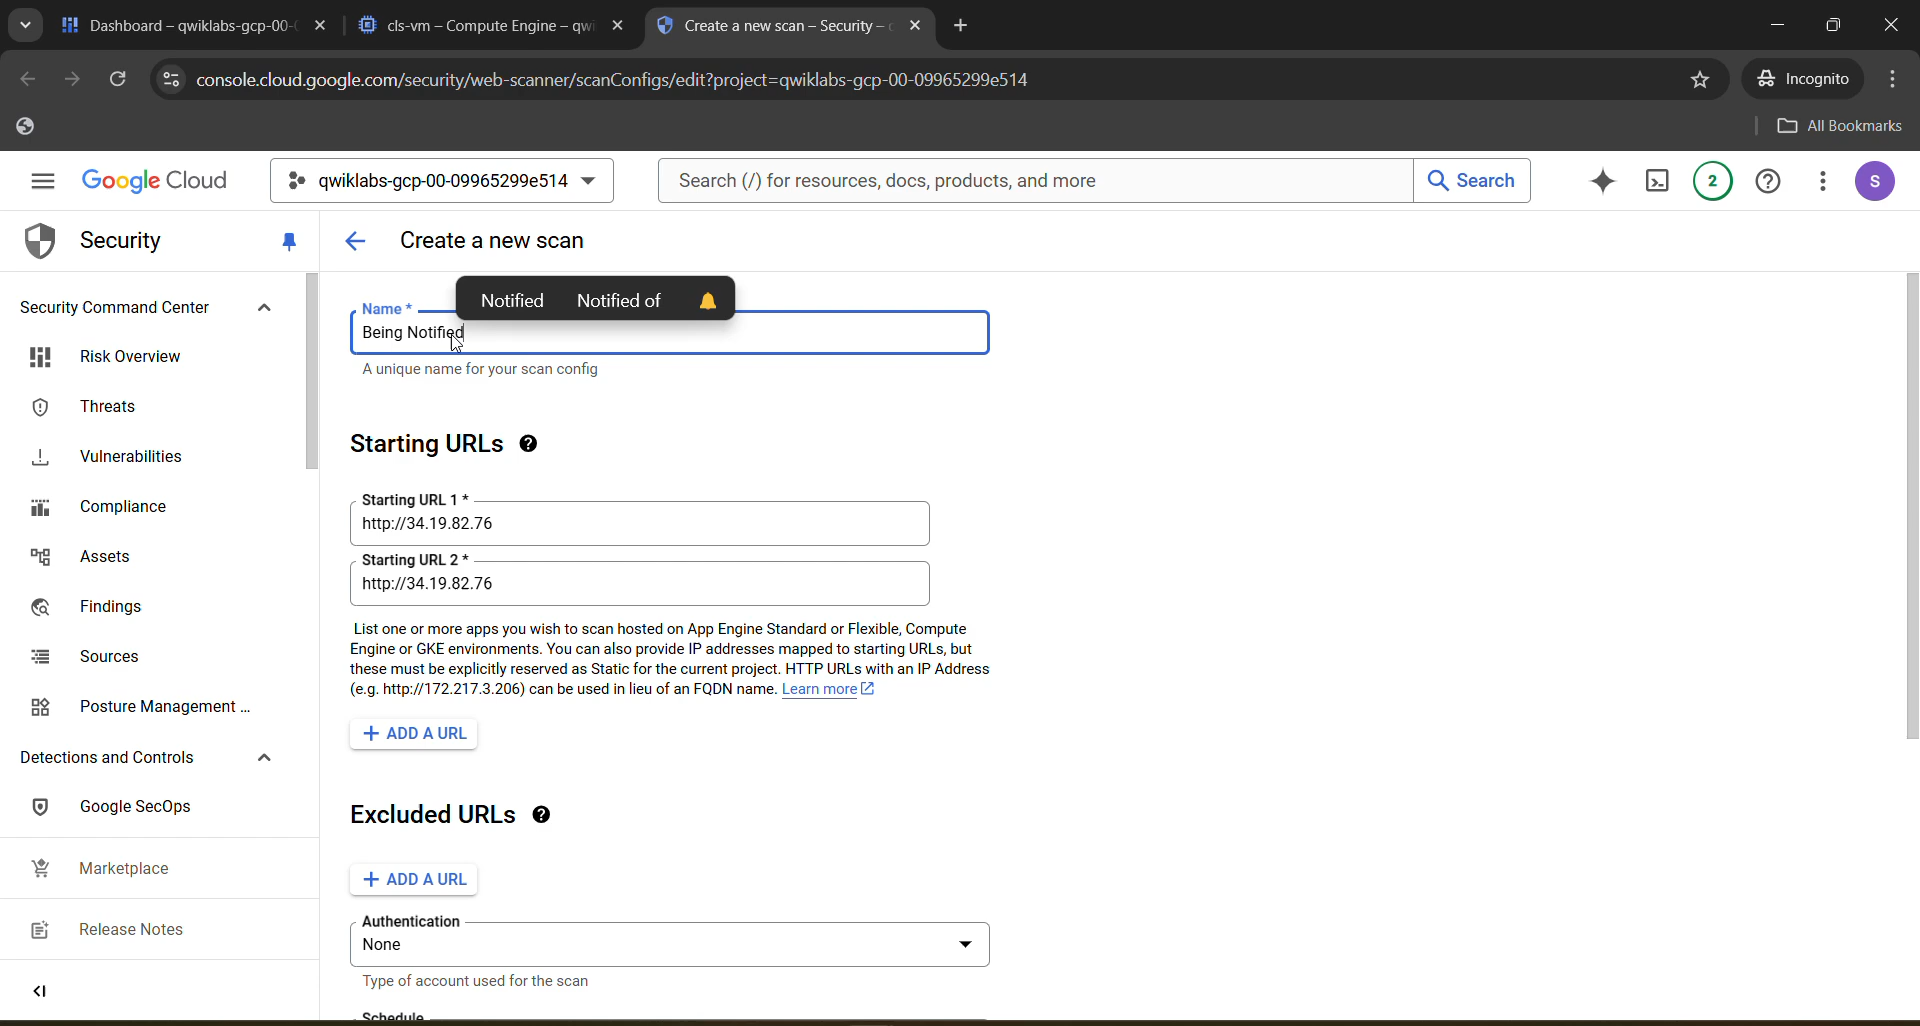 Dashboard – qwiklabs-gcp-00-
cls-vm – Compute Engine – qwi
Create a new scan – Security –
console.cloud.google.com/security/web-scanner/scanConfigs/edit?project=qwiklabs-gcp-00-09965299e514
Incognito
All Bookmarks
Google Cloud
qwiklabs-gcp-00-09965299e514
Search (/) for resources, docs, products, and more
Search
2
S
Security
Create a new scan
Security Command Center
Risk Overview
Threats
Vulnerabilities
Compliance
Assets
Findings
Sources
Posture Management ...
Detections and Controls
Google SecOps
Marketplace
Release Notes
Notified
Notified of
Name *
Being Notified
A unique name for your scan config
Starting URLs
Starting URL 1 *
http://34.19.82.76
Starting URL 2 *
http://34.19.82.76
List one or more apps you wish to scan hosted on App Engine Standard or Flexible, Compute
Engine or GKE environments. You can also provide IP addresses mapped to starting URLs, but
these must be explicitly reserved as Static for the current project. HTTP URLs with an IP Address
(e.g. http://172.217.3.206) can be used in lieu of an FQDN name. Learn more
+ ADD A URL
Excluded URLs
+ ADD A URL
Authentication
None
Type of account used for the scan
Schedule